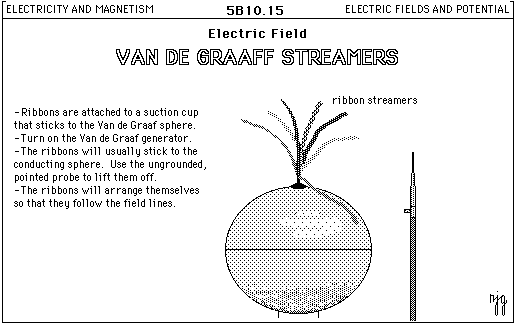 ELECTRICITY AND MAGNETISM
5B10.15
ELECTRIC FIELDS AND POTENTIAL
Electric Field
VAN DE GRAAFF STREAMERS
ribbon streamers
-Ribbons are attached to a suction cup
that sticks to the Van de Graaf sphere.
-Turn on the Van de Graaf generator.
-The ribbons will usually stick to the
conducting sphere.  Use the ungrounded,
pointed probe to lift them off.
-The ribbons will arrange themselves
so that they follow the field lines.
njg